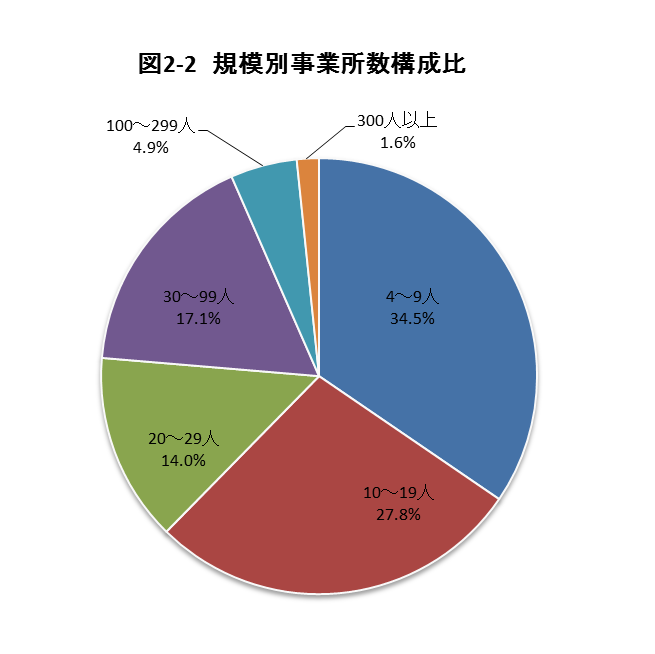 図2-2 規模別事業所数構成比
300人以上
1.6%
100～299人
4.9%
4～9人
34.5%
30～99人
17.1%
20～29人
14.0%
10～19人
27.8%